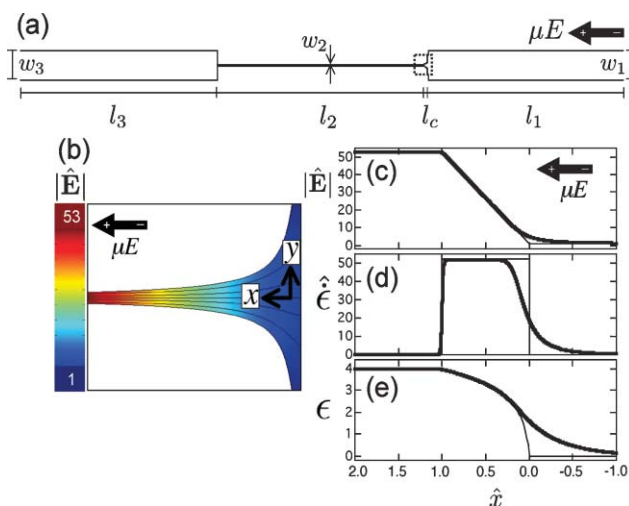 (a)
w₂ μE + −
w₃ w₁
l₃ l₂ l_c l₁
(b)
|Ê|
53
1
+ −
μE
y
x
|Ê| (c)
50
40
30
20
10
0
+ −
μE
(d)
ε̇̂
50
40
30
20
10
0
(e)
ϵ
4
3
2
1
0
2.0 1.5 1.0 0.5 0.0 -0.5 -1.0
x̂